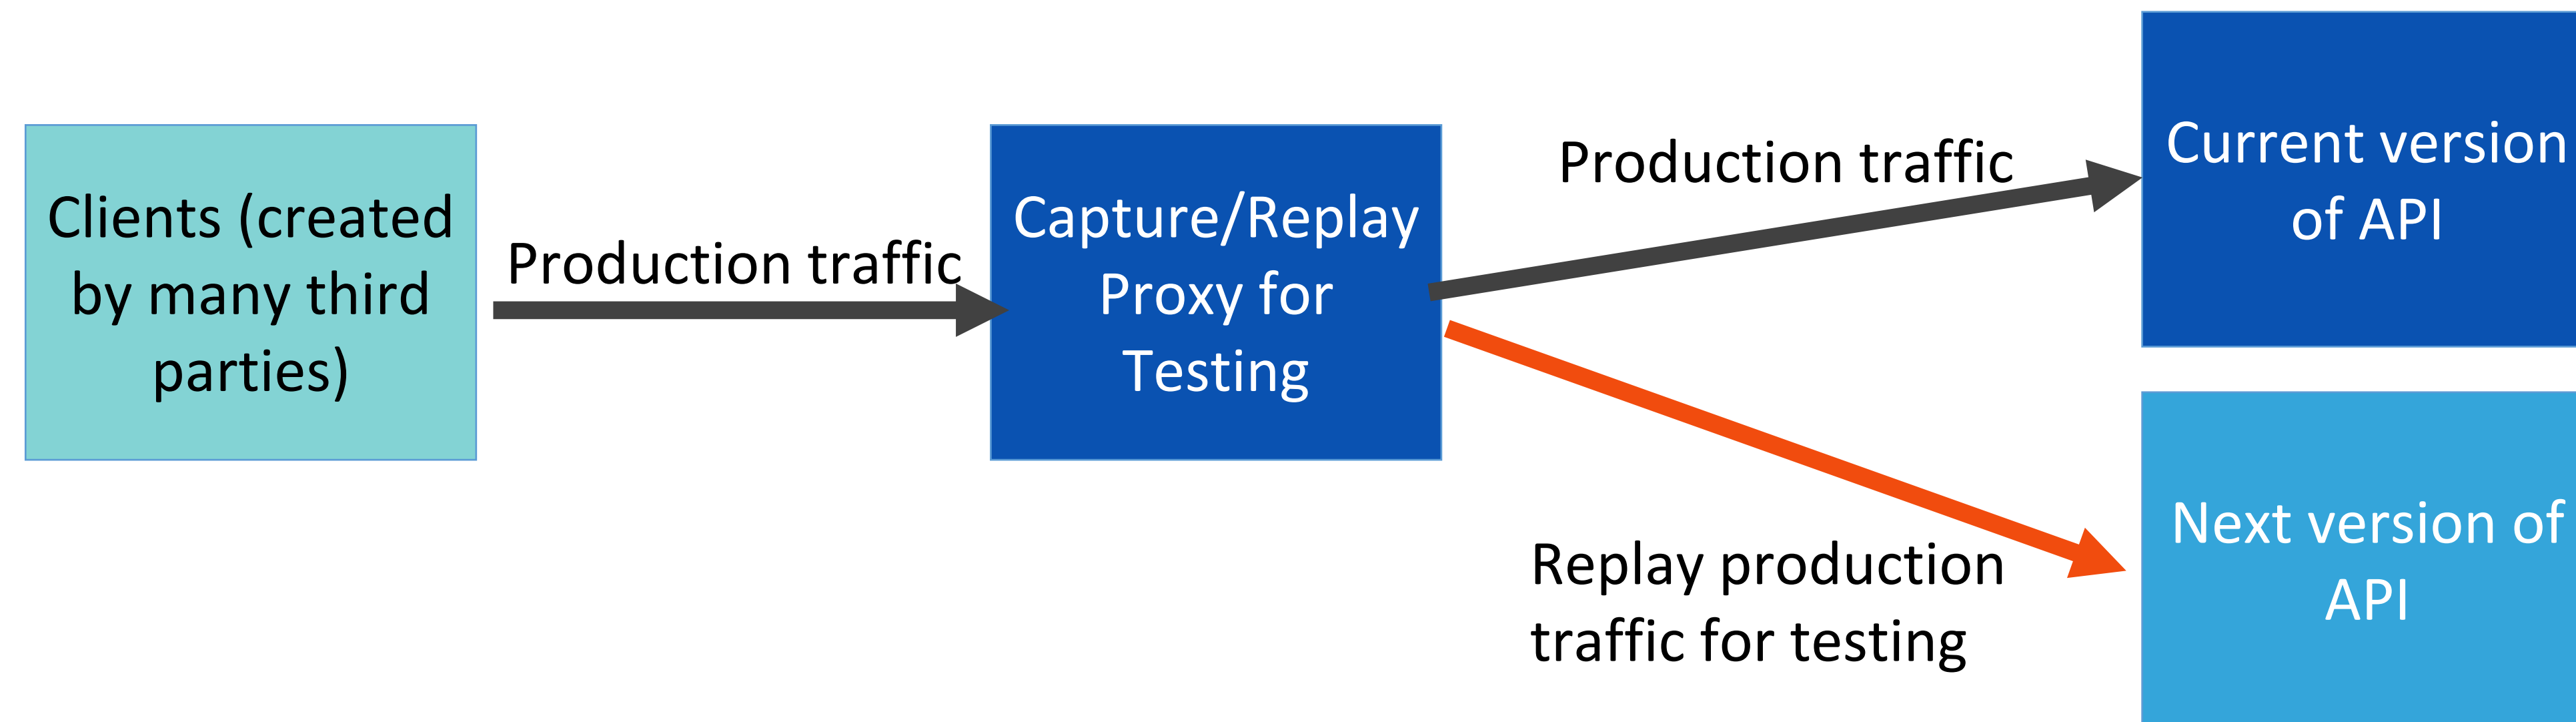 Clients (created
by many third
parties)
Production traffic
Capture/Replay
Proxy for
Testing
Production traffic
Current version
of API
Replay production
traffic for testing
Next version of
API